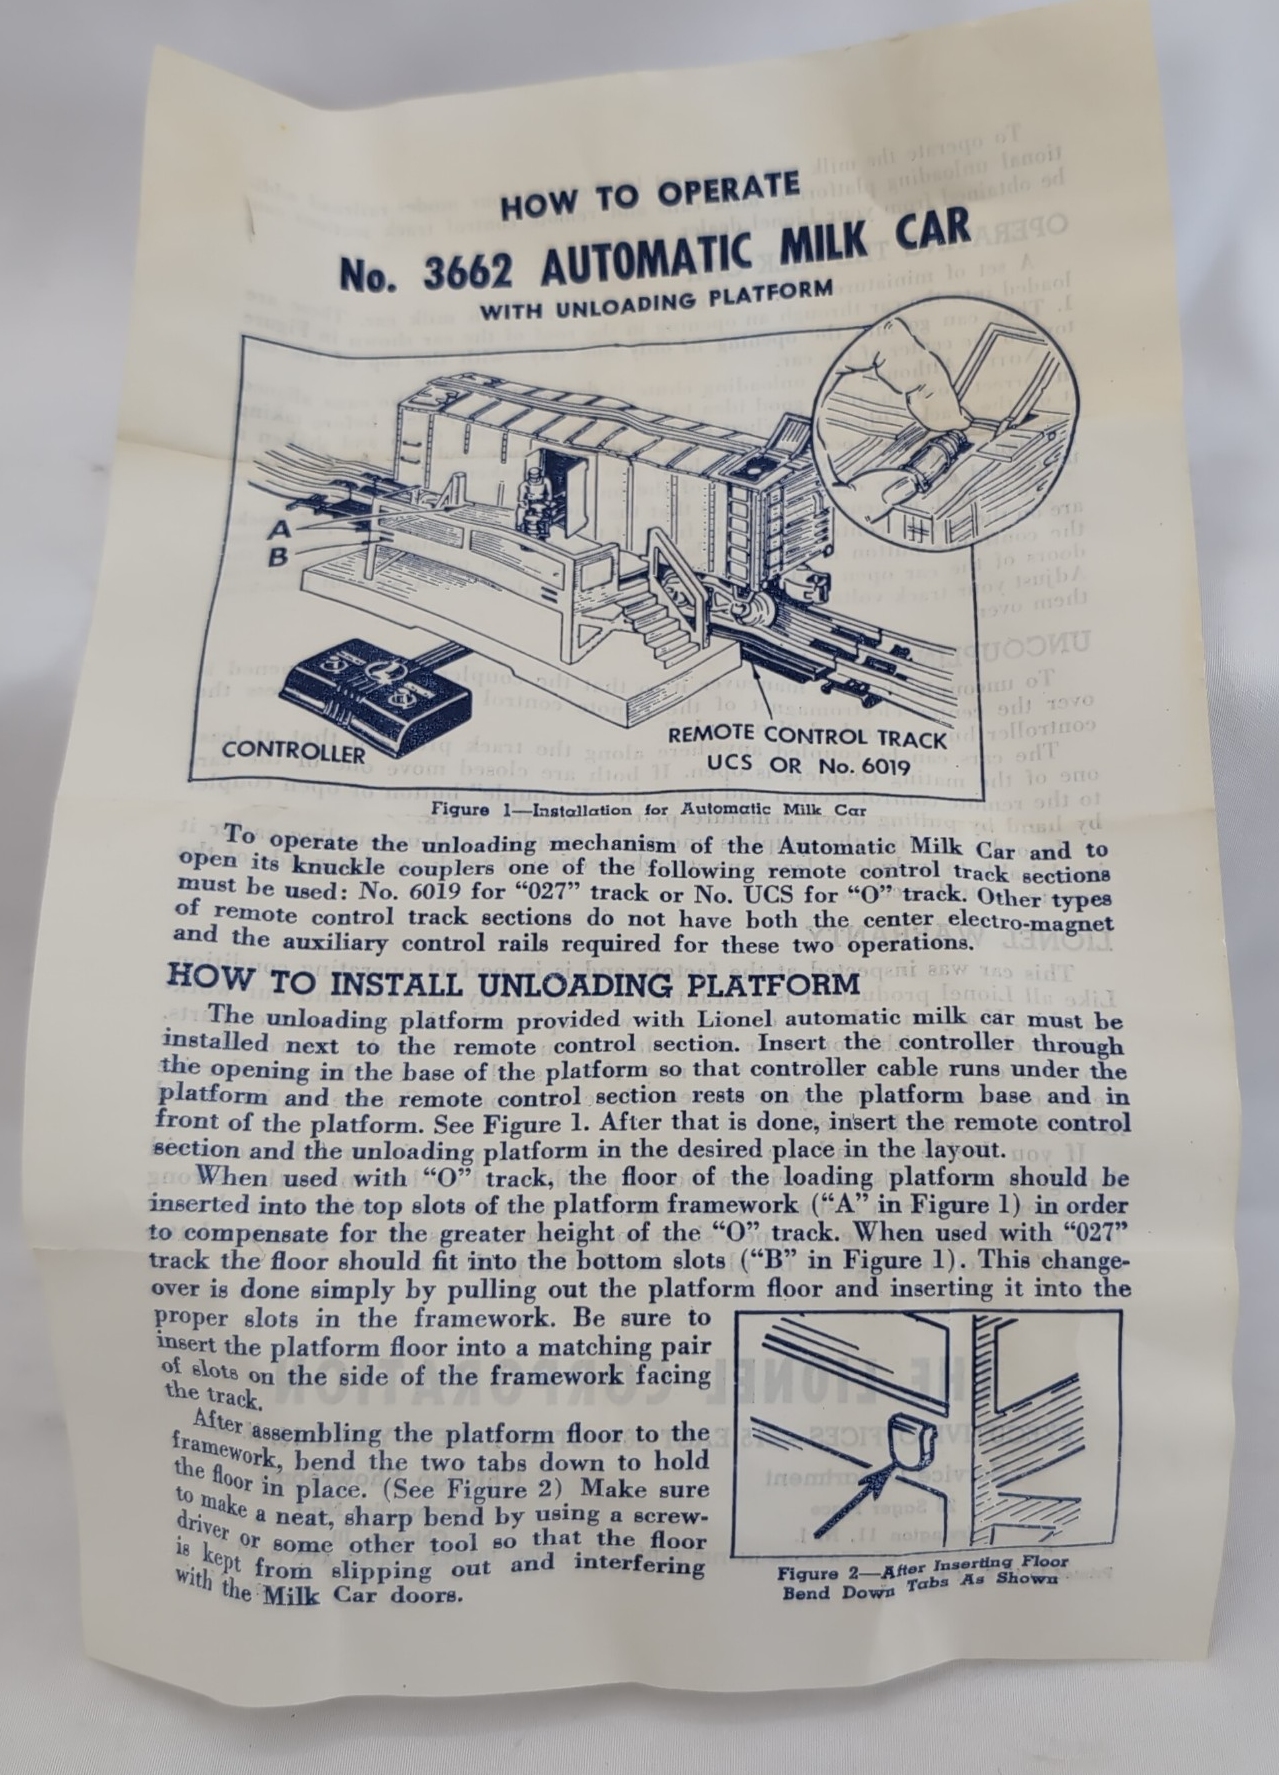 HOW TO OPERATE
No. 3662 AUTOMATIC MILK CAR
WITH UNLOADING PLATFORM
A
B
CONTROLLER
REMOTE CONTROL TRACK
UCS OR No. 6019
Figure 1—Installation for Automatic Milk Car
To operate the unloading mechanism of the Automatic Milk Car and to
open its knuckle couplers one of the following remote control track sections
must be used: No. 6019 for "027" track or No. UCS for "O" track. Other types
of remote control track sections do not have both the center electro-magnet
and the auxiliary control rails required for these two operations.
HOW TO INSTALL UNLOADING PLATFORM
The unloading platform provided with Lionel automatic milk car must be
installed next to the remote control section. Insert the controller through
the opening in the base of the platform so that controller cable runs under the
platform and the remote control section rests on the platform base and in
front of the platform. See Figure 1. After that is done, insert the remote control
section and the unloading platform in the desired place in the layout.
When used with "O" track, the floor of the loading platform should be
inserted into the top slots of the platform framework ("A" in Figure 1) in order
to compensate for the greater height of the "O" track. When used with "027"
track the floor should fit into the bottom slots ("B" in Figure 1). This change-
over is done simply by pulling out the platform floor and inserting it into the
proper slots in the framework. Be sure to
insert the platform floor into a matching pair
of slots on the side of the framework facing
the track.
After assembling the platform floor to the
framework, bend the two tabs down to hold
the floor in place. (See Figure 2) Make sure
to make a neat, sharp bend by using a screw-
driver or some other tool so that the floor
is kept from slipping out and interfering
with the Milk Car doors.
Figure 2—After Inserting Floor
Bend Down Tabs As Shown